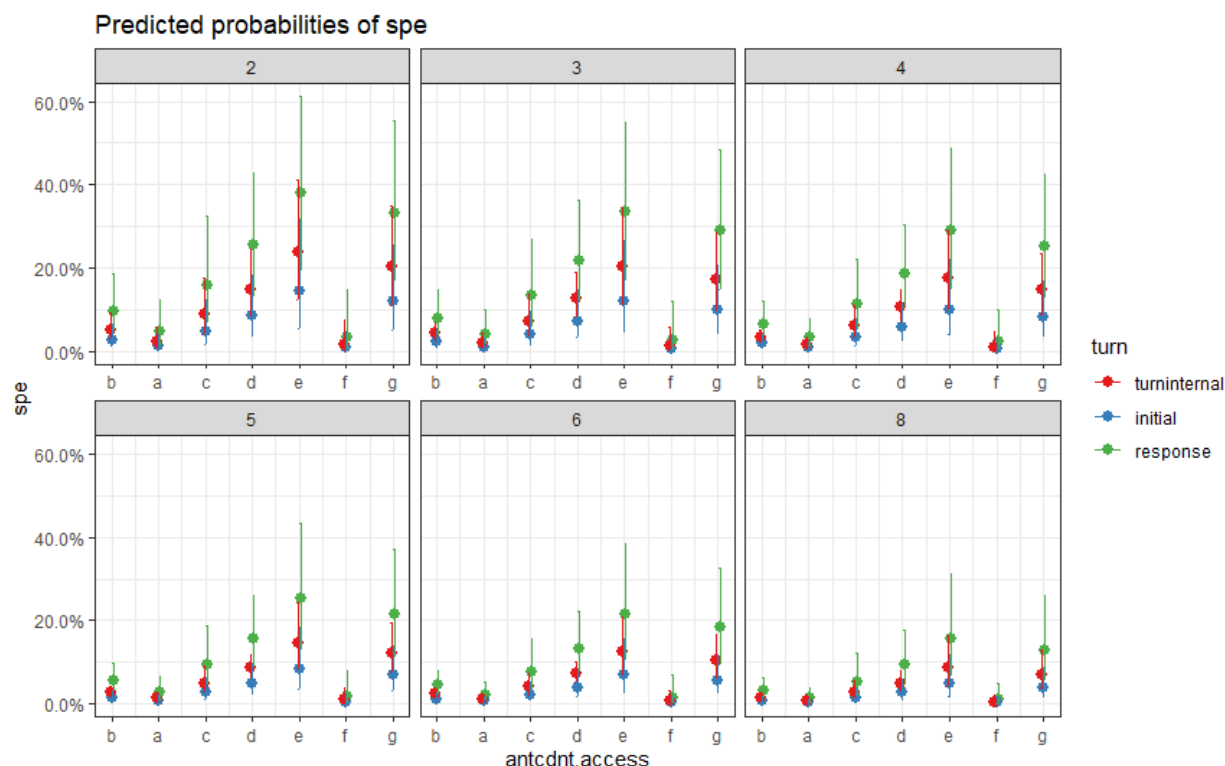 Predicted probabilities of spe
2 3 4
60.0%
40.0%
20.0%
0.0%
b a c d e f g b a c d e f g b a c d e f g
5 6 8
60.0%
40.0%
20.0%
0.0%
b a c d e f g b a c d e f g b a c d e f g
spe
antcdnt.access
turn
turninternal
initial
response